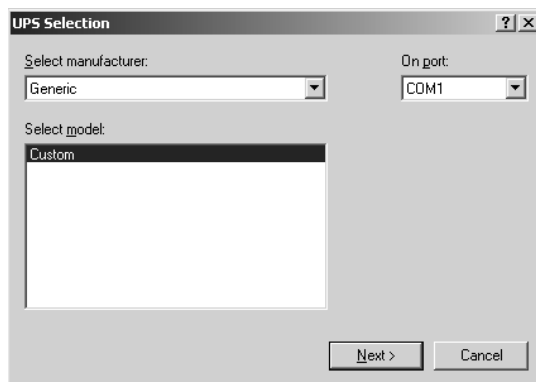 UPS Selection
Select manufacturer:
On port:
Generic
COM1
Select model:
Custom
Next >
Cancel